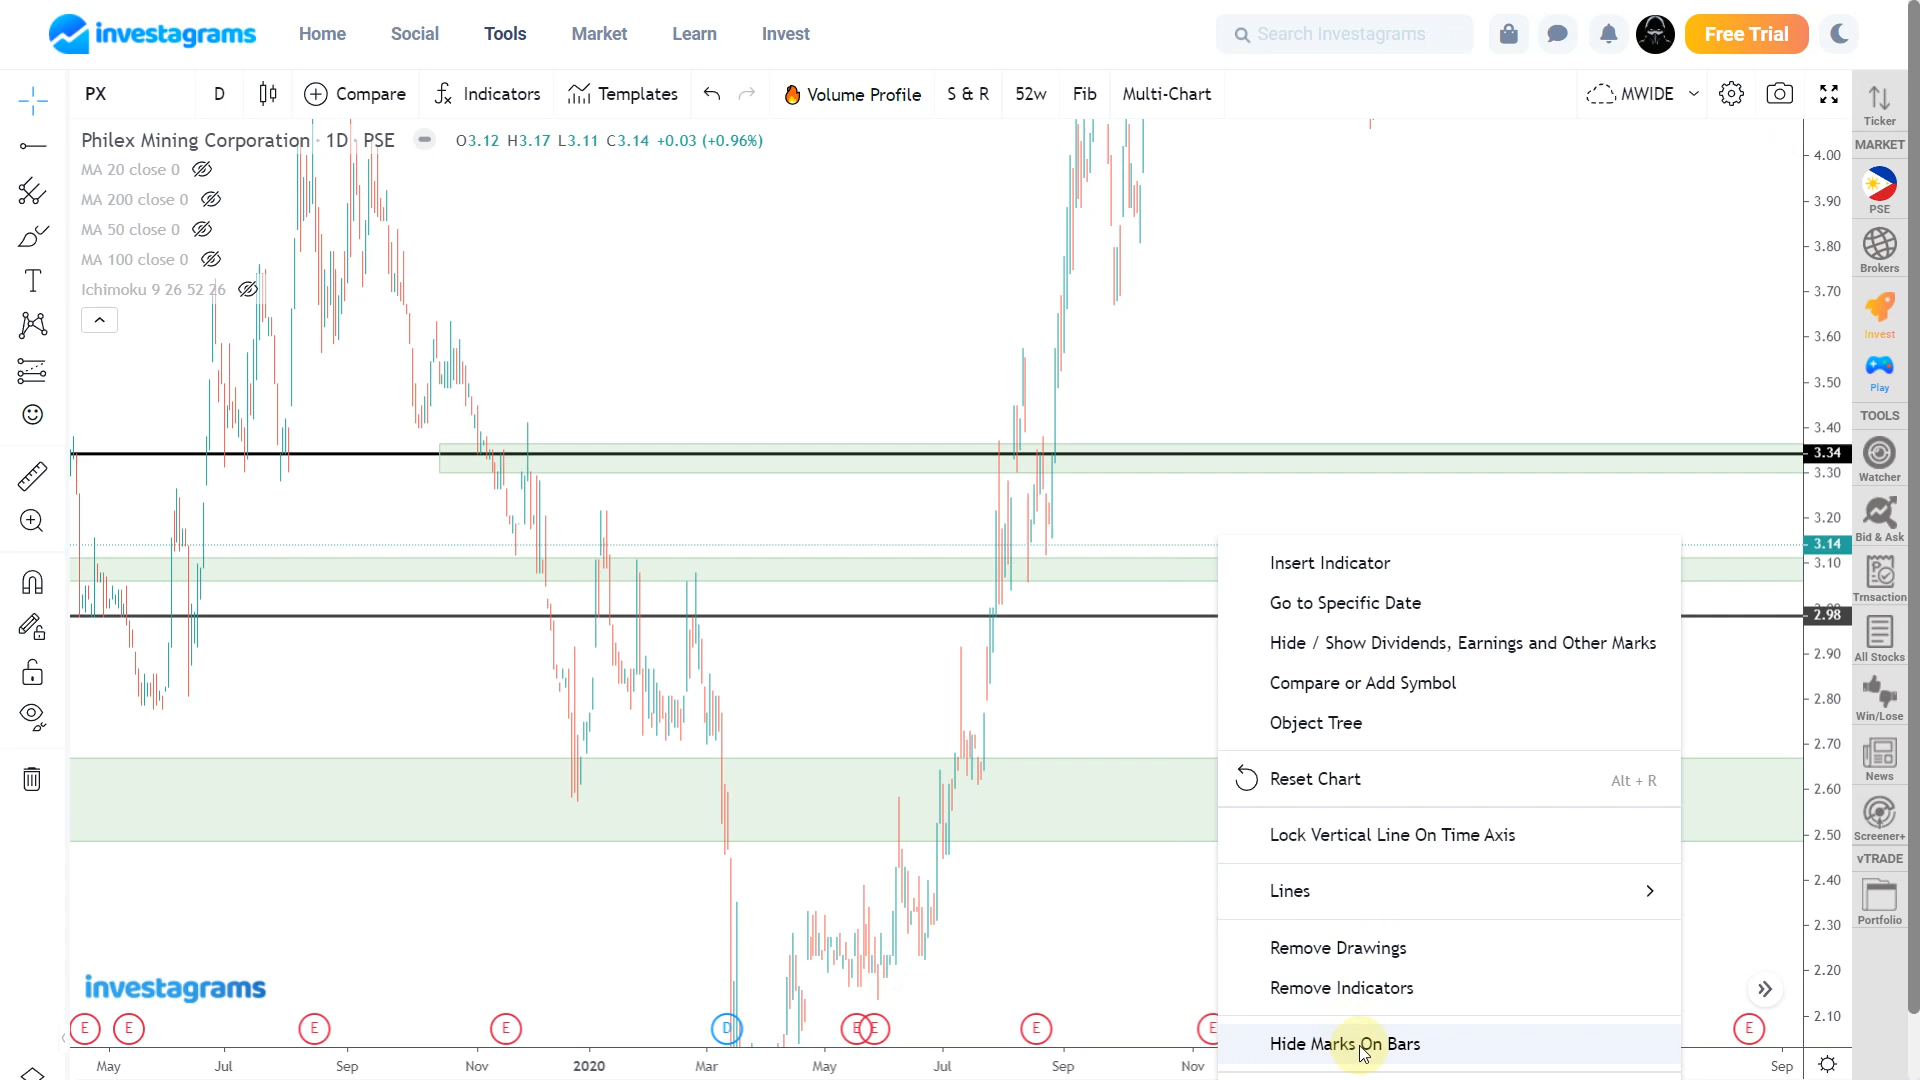 investagrams
Home
Social
Tools
Market
Learn
Invest
Search Investagrams
Free Trial
PX
D
Compare
Indicators
Templates
Volume Profile
S & R
52w
Fib
Multi-Chart
MWIDE
Philex Mining Corporation · 1D · PSE
O3.12 H3.17 L3.11 C3.14 +0.03 (+0.96%)
MA 20 close 0
MA 200 close 0
MA 50 close 0
MA 100 close 0
Ichimoku 9 26 52 26
4.00
3.90
3.80
3.70
3.60
3.50
3.40
3.34
3.30
3.20
3.14
3.10
2.98
2.90
2.80
2.70
2.60
2.50
2.40
2.30
2.20
2.10
Insert Indicator
Go to Specific Date
Hide / Show Dividends, Earnings and Other Marks
Compare or Add Symbol
Object Tree
Reset Chart Alt + R
Lock Vertical Line On Time Axis
Lines
Remove Drawings
Remove Indicators
Hide Marks On Bars
investagrams
E
E
E
E
D
E
E
E
E
E
May
Jul
Sep
Nov
2020
Mar
May
Jul
Sep
Nov
Sep
Ticker
MARKET
PSE
Brokers
Invest
Play
TOOLS
Watcher
Bid & Ask
Trnsaction
All Stocks
Win/Lose
News
Screener+
vTRADE
Portfolio